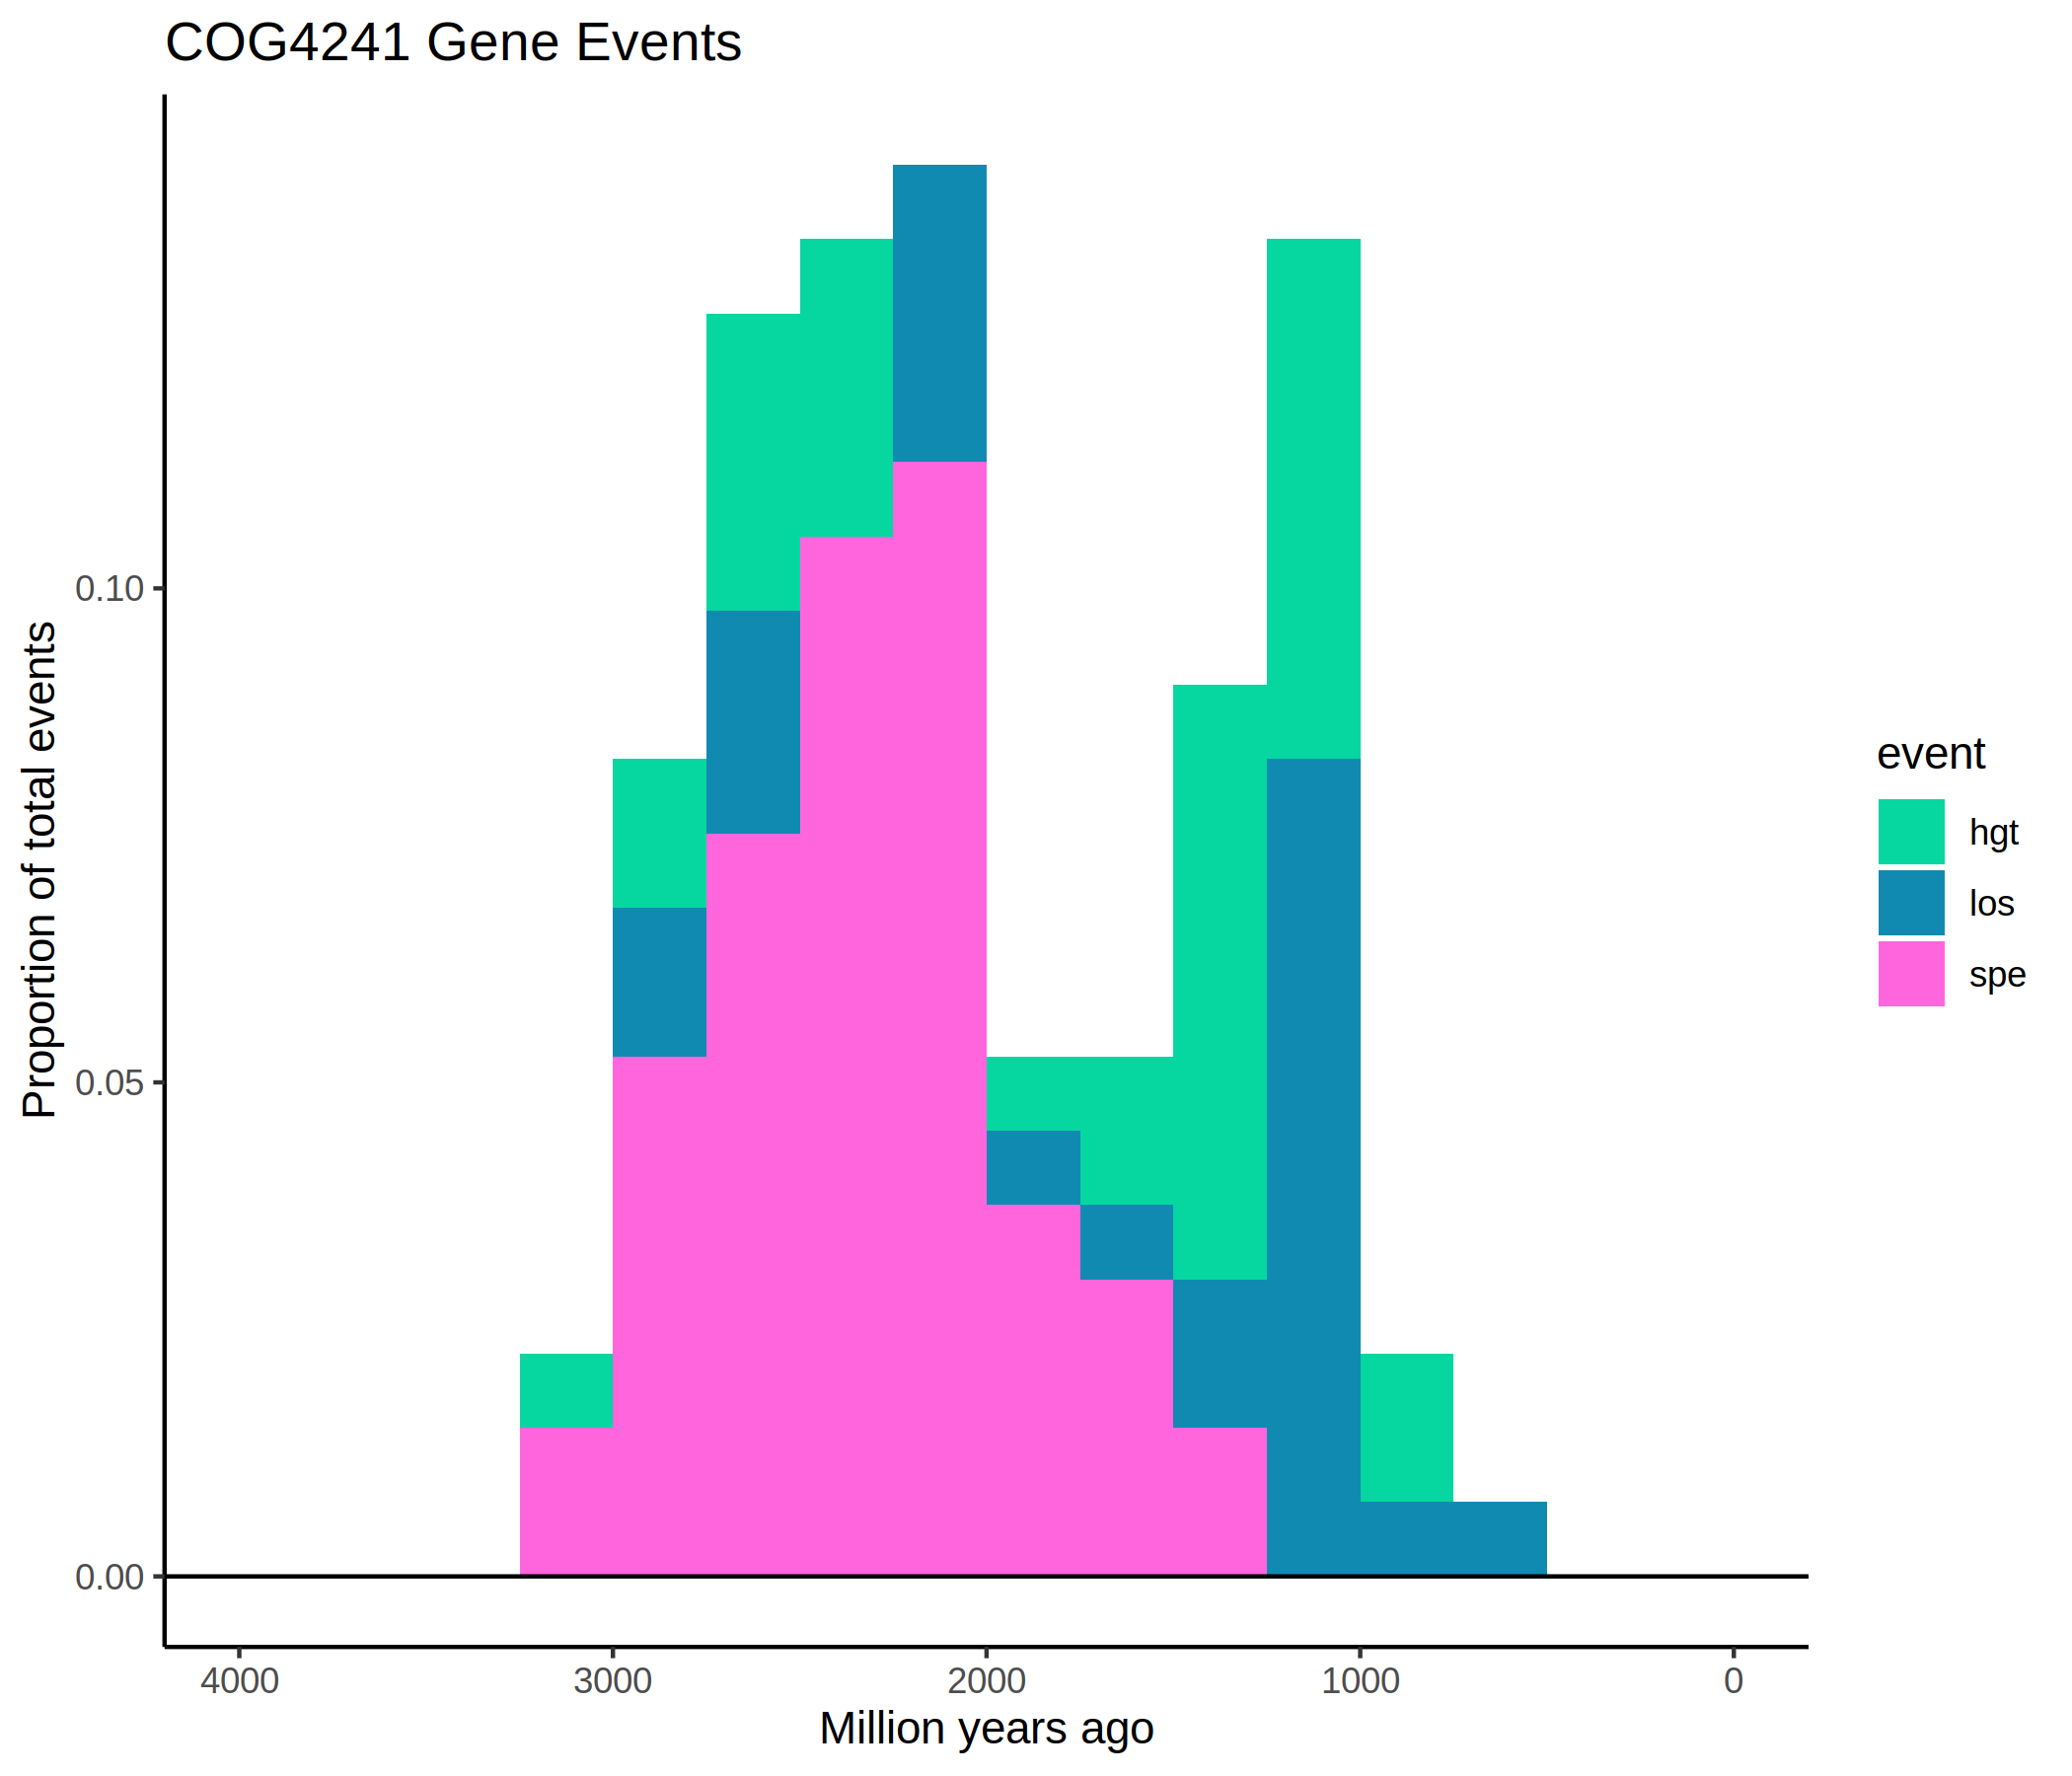 COG4241 Gene Events
Proportion of total events
0.10
0.05
0.00
4000 3000 2000 1000 0
Million years ago
event
hgt
los
spe